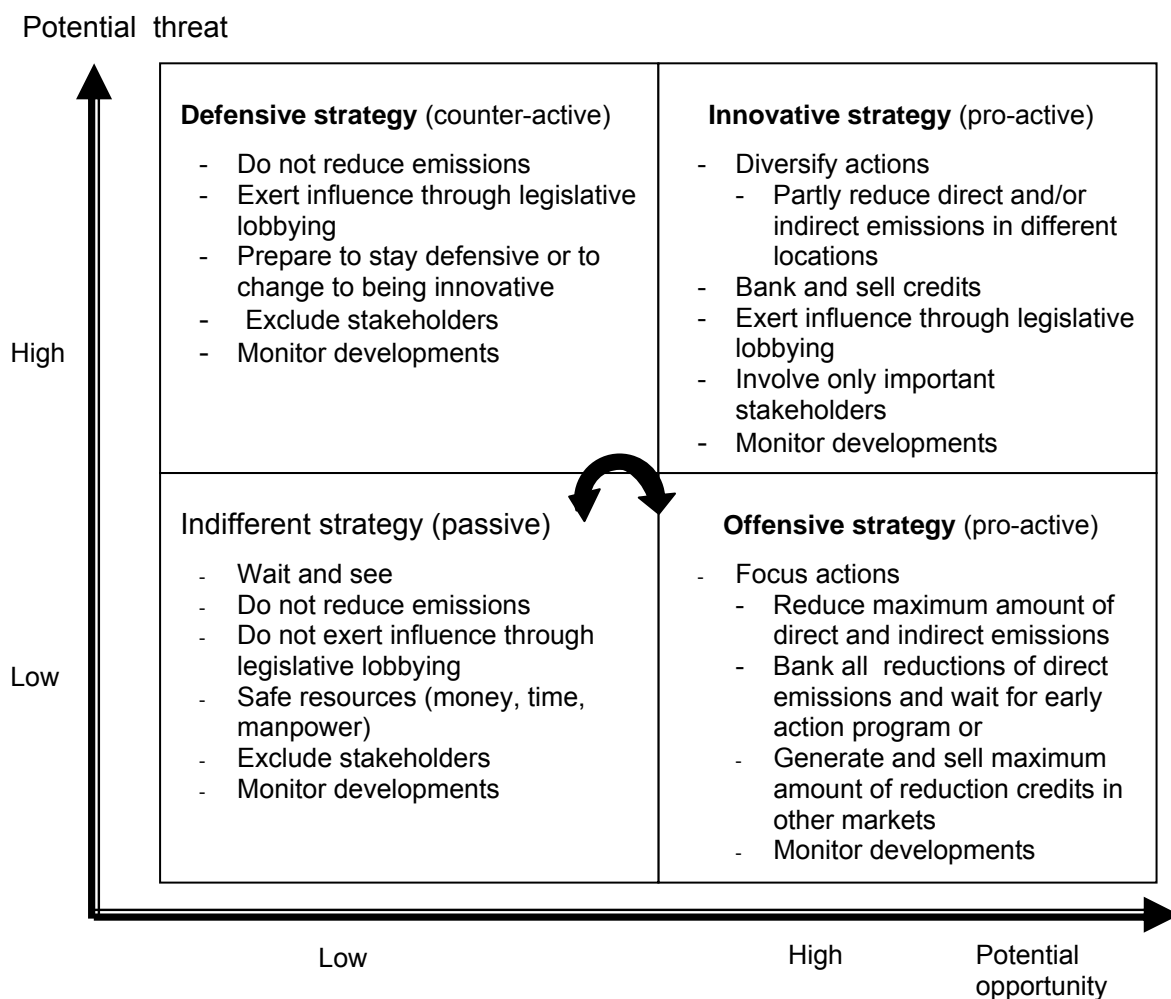 Potential threat
Defensive strategy (counter-active)
- Do not reduce emissions
- Exert influence through legislative
lobbying
- Prepare to stay defensive or to
change to being innovative
- Exclude stakeholders
- Monitor developments
Innovative strategy (pro-active)
- Diversify actions
- Partly reduce direct and/or
indirect emissions in different
locations
- Bank and sell credits
- Exert influence through legislative
lobbying
- Involve only important
stakeholders
- Monitor developments
High
Indifferent strategy (passive)
- Wait and see
- Do not reduce emissions
- Do not exert influence through
legislative lobbying
- Safe resources (money, time,
manpower)
- Exclude stakeholders
- Monitor developments
Offensive strategy (pro-active)
- Focus actions
- Reduce maximum amount of
direct and indirect emissions
- Bank all reductions of direct
emissions and wait for early
action program or
- Generate and sell maximum
amount of reduction credits in
other markets
- Monitor developments
Low
Low
High
Potential
opportunity